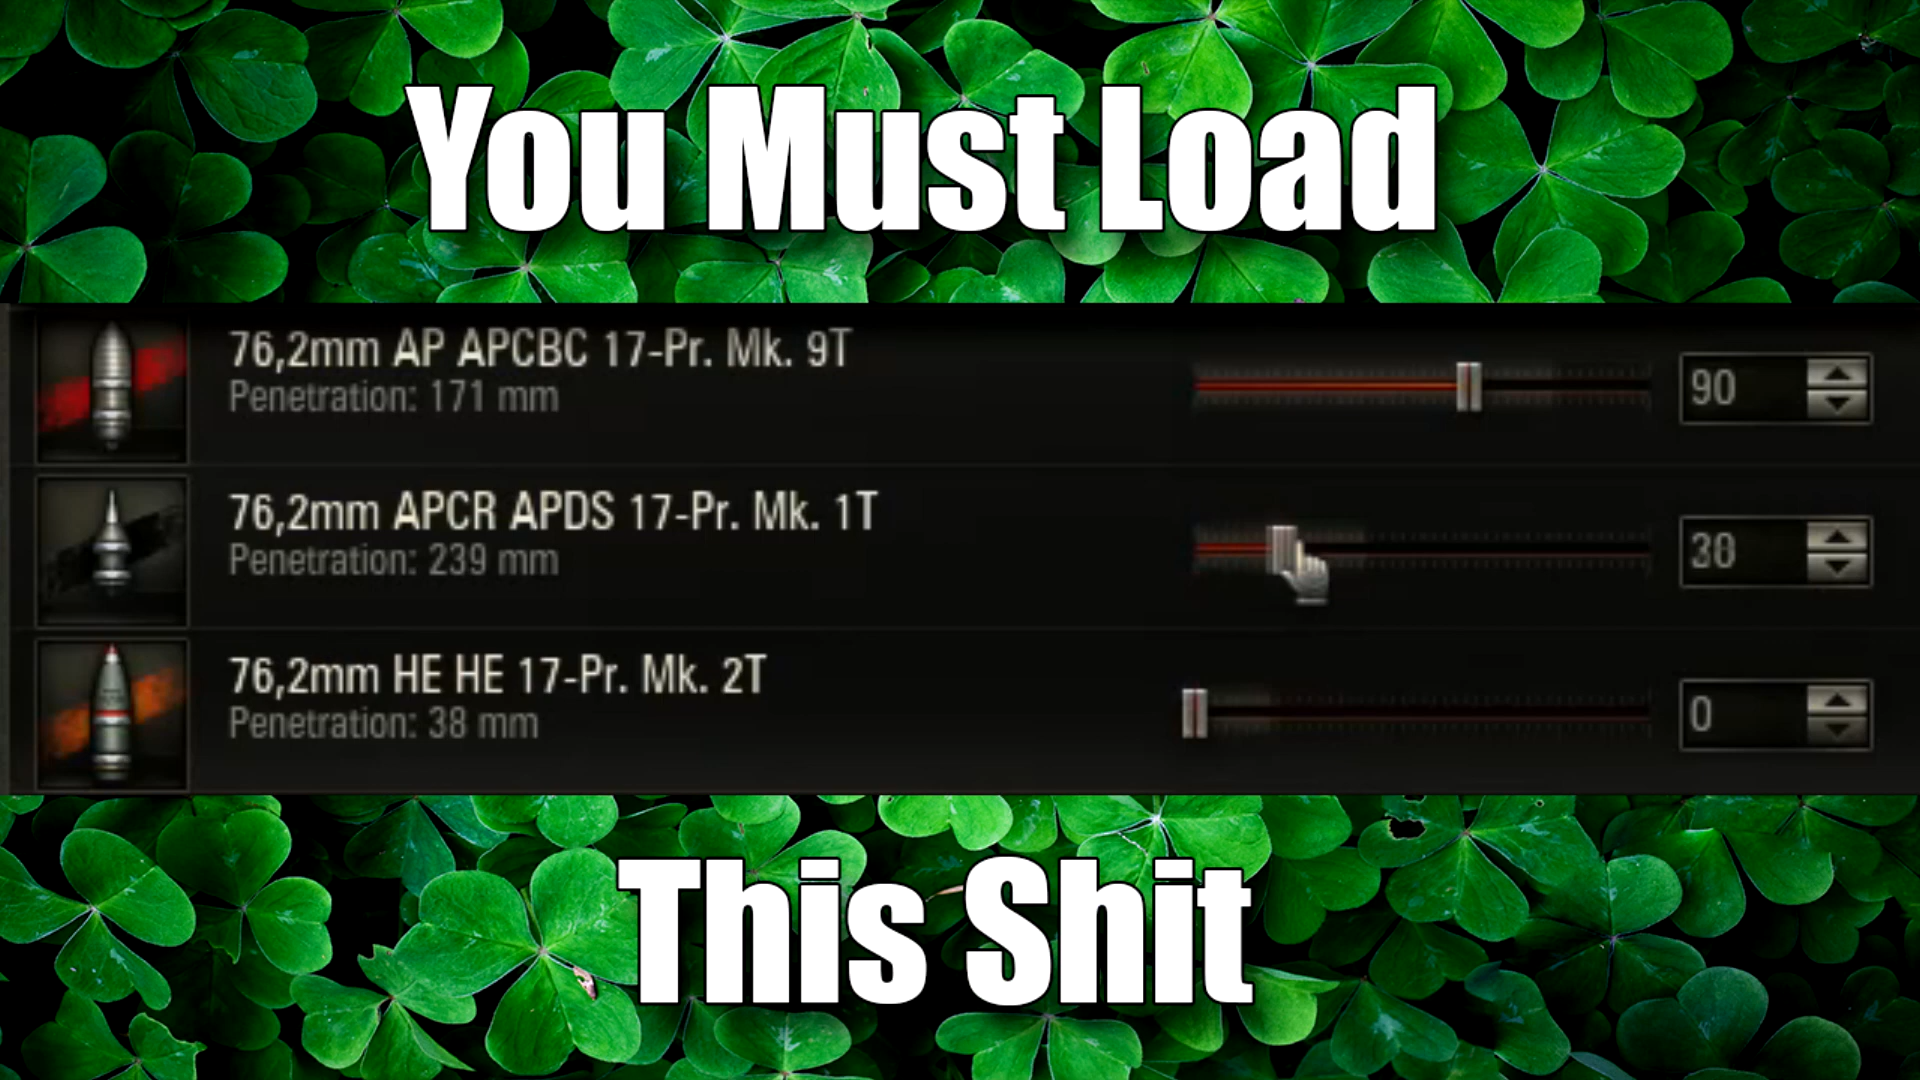 You Must Load
76,2mm AP APCBC 17-Pr. Mk. 9T
Penetration: 171 mm
90
76,2mm APCR APDS 17-Pr. Mk. 1T
Penetration: 239 mm
30
76,2mm HE HE 17-Pr. Mk. 2T
Penetration: 38 mm
0
This Shit